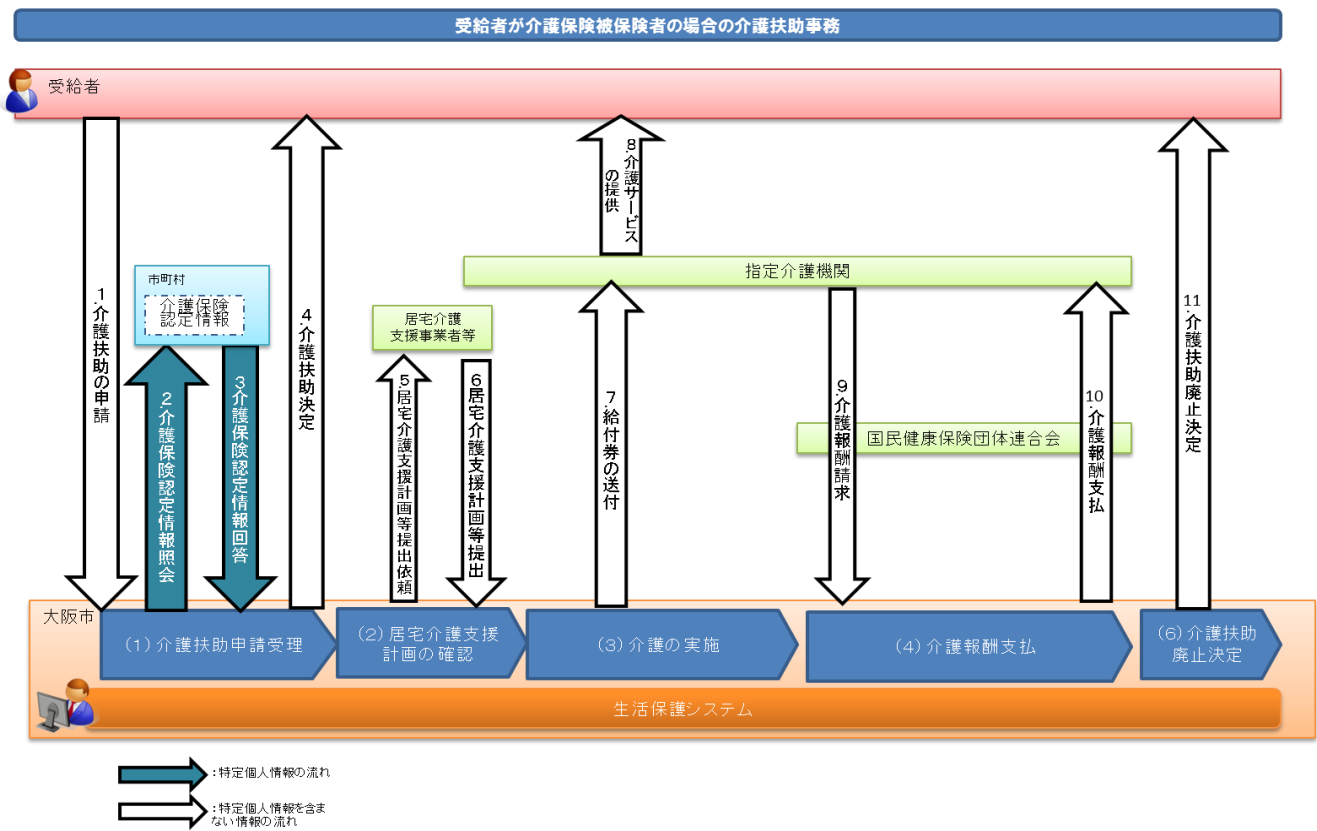 受給者が介護保険被保険者の場合の介護扶助事務
受給者
1.介護扶助の申請
市町村
介護保険
認定情報
2.介護保険認定情報照会
3介護保険認定情報回答
4.介護扶助決定
居宅介護
支援事業者等
5.居宅介護支援計画等提出依頼
6居宅介護支援計画等提出
指定介護機関
7.給付券の送付
8.介護サービス
の提供
9.介護報酬請求
国民健康保険団体連合会
10.介護報酬支払
11.介護扶助廃止決定
大阪市
(1)介護扶助申請受理
(2)居宅介護支援
計画の確認
(3)介護の実施
(4)介護報酬支払
(6)介護扶助
廃止決定
生活保護システム
:特定個人情報の流れ
:特定個人情報を含ま
ない情報の流れ